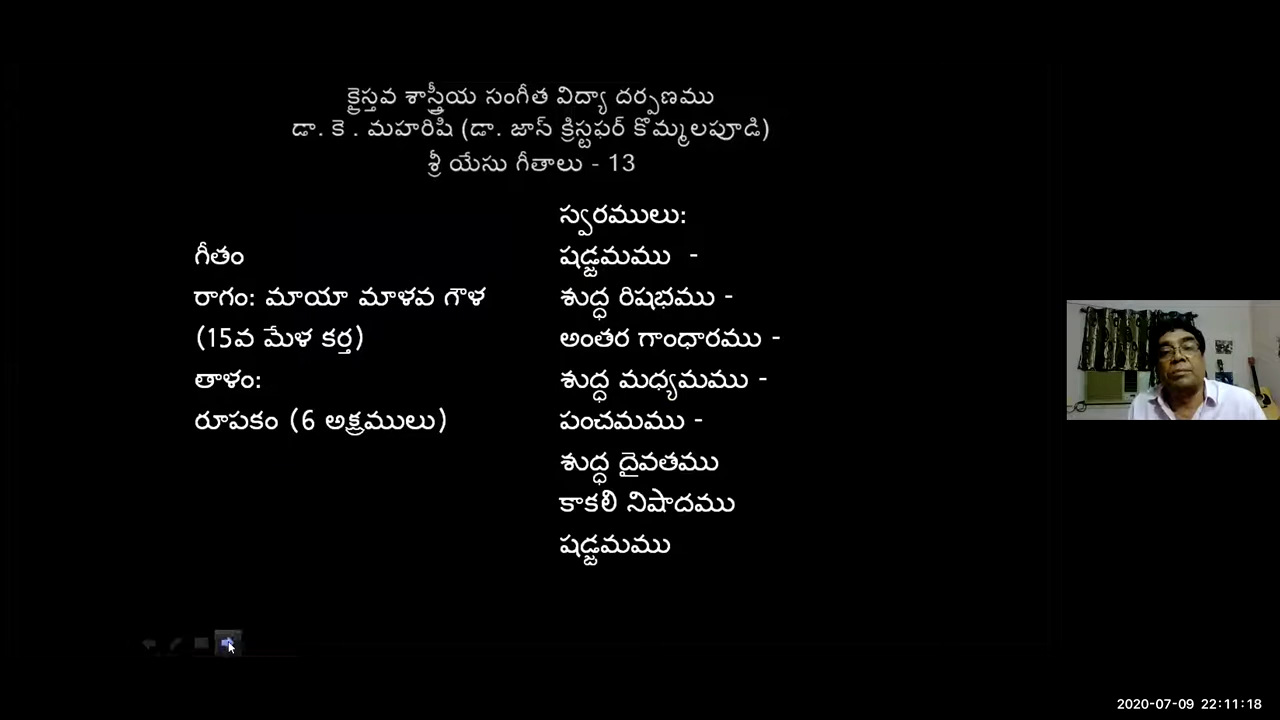 కైస్తవ శాస్త్రీయ సంగీత విద్యా దర్పణము
డా. కె . మహరిషి (డా. జాస్ క్రిస్టఫర్ కొమ్మలపూడి)
శ్రీ యేసు గీతాలు - 13
గీతం
రాగం: మాయా మాళవ గౌళ
(15వ మేళ కర్త)
తాళం:
రూపకం (6 అక్షములు)
స్వరములు:
షడ్జమము -
శుద్ధ రిషభము -
అంతర గాంధారము -
శుద్ధ మధ్యమము -
పంచమము -
శుద్ధ దైవతము
కాకలి నిషాదము
షడ్జమము
2020-07-09 22:11:18